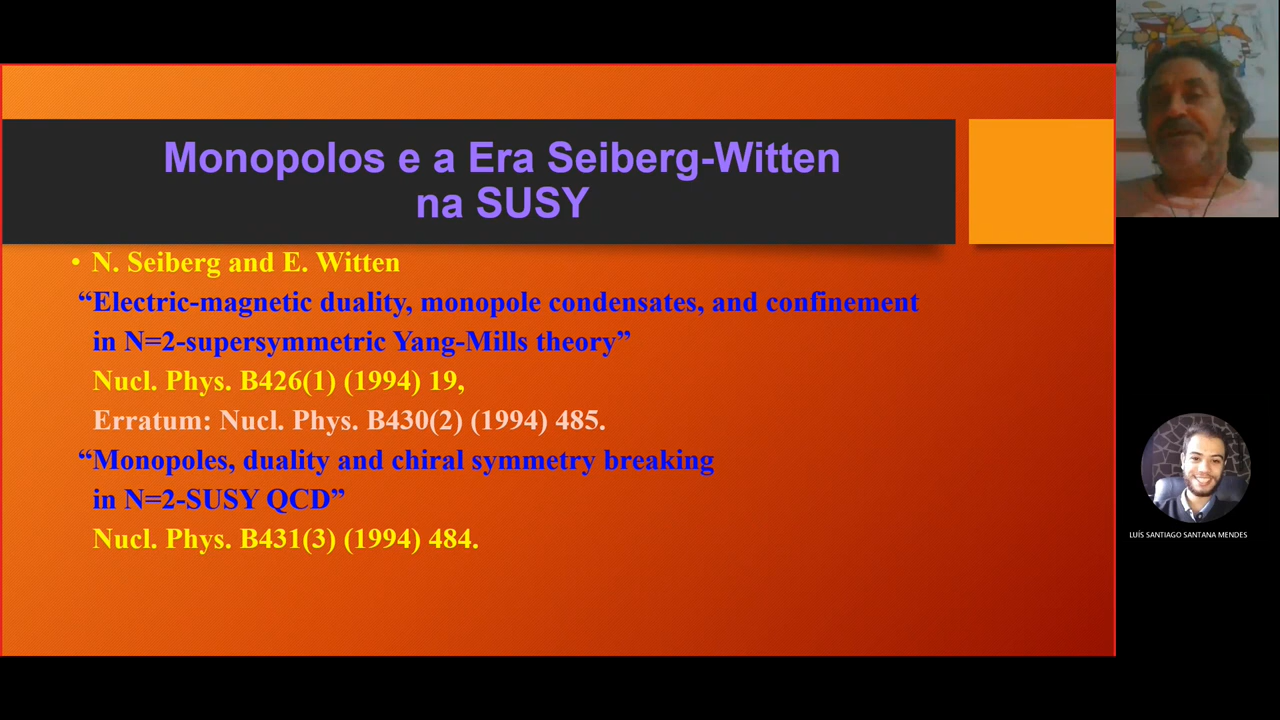 Monopolos e a Era Seiberg-Witten
na SUSY
• N. Seiberg and E. Witten
“Electric-magnetic duality, monopole condensates, and confinement
in N=2-supersymmetric Yang-Mills theory”
Nucl. Phys. B426(1) (1994) 19,
Erratum: Nucl. Phys. B430(2) (1994) 485.
“Monopoles, duality and chiral symmetry breaking
in N=2-SUSY QCD”
Nucl. Phys. B431(3) (1994) 484.
LUÍS SANTIAGO SANTANA MENDES